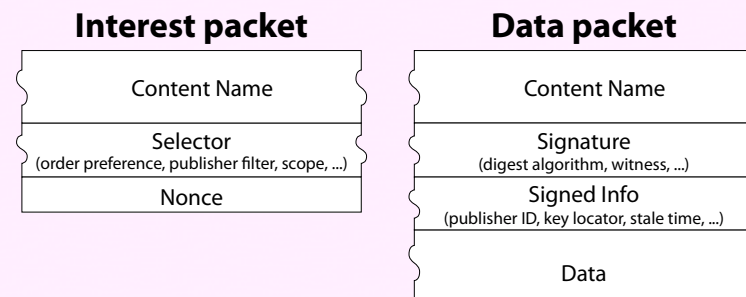 Interest packet
Content Name
Selector
(order preference, publisher filter, scope, ...)
Nonce
Data packet
Content Name
Signature
(digest algorithm, witness, ...)
Signed Info
(publisher ID, key locator, stale time, ...)
Data